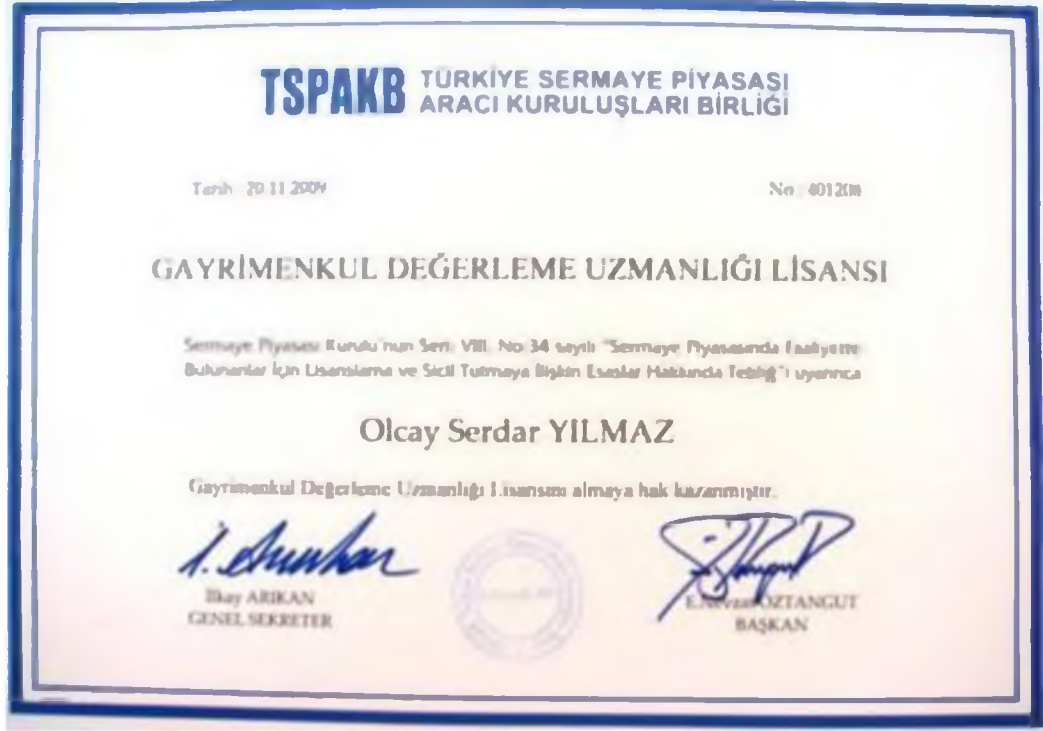 TSPAKB TÜRKİYE SERMAYE PİYASASI
ARACI KURULUŞLARI BİRLİĞİ
Tarih : 20.11.2009
No :
GAYRİMENKUL DEĞERLEME UZMANLIĞI LİSANSI
Sermaye Piyasası Kurulu'nun Seri: VIII, No:34 sayılı "Sermaye Piyasasında Faaliyette
Bulunanlar İçin Lisanslama ve Sicil Tutmaya İlişkin Esaslar Hakkında Tebliğ"i uyarınca
Olcay Serdar YILMAZ
Gayrimenkul Değerleme Uzmanlığı Lisansını almaya hak kazanmıştır.
İlkay ARIKAN
GENEL SEKRETER
E.Nevzat ÖZTANGUT
BAŞKAN